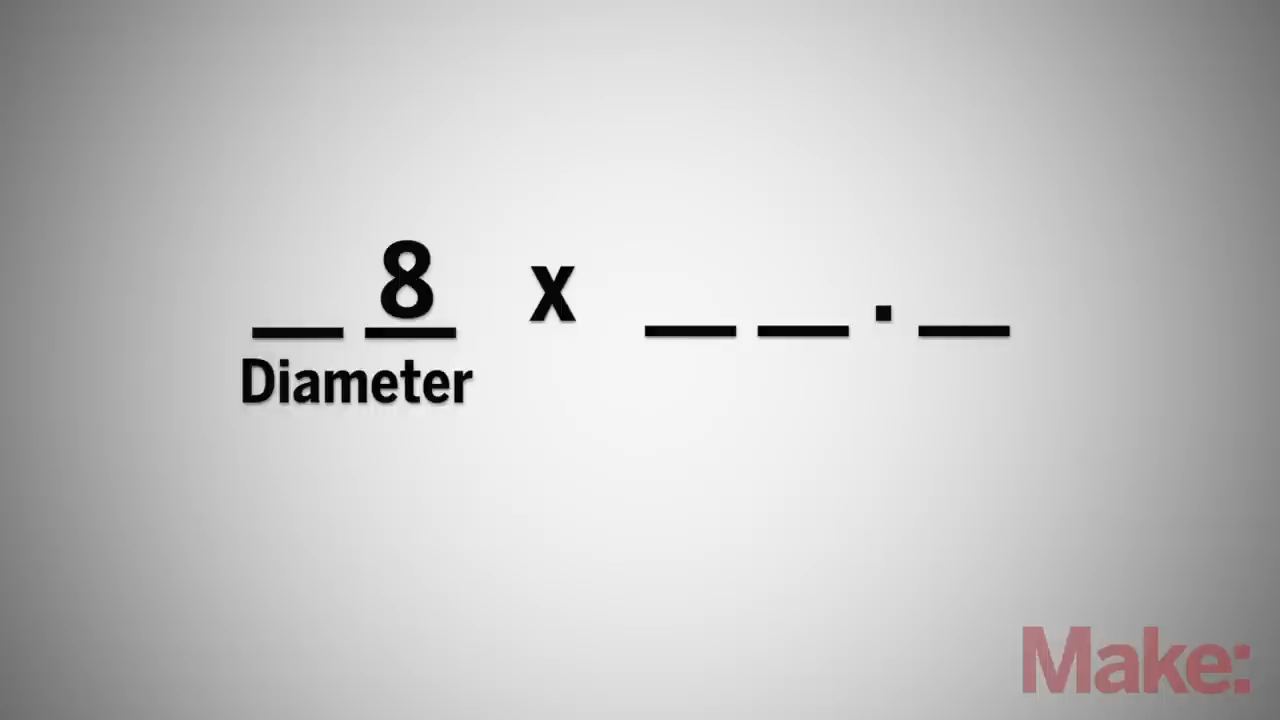 _ 8 x _ _ . _
Diameter
Make: